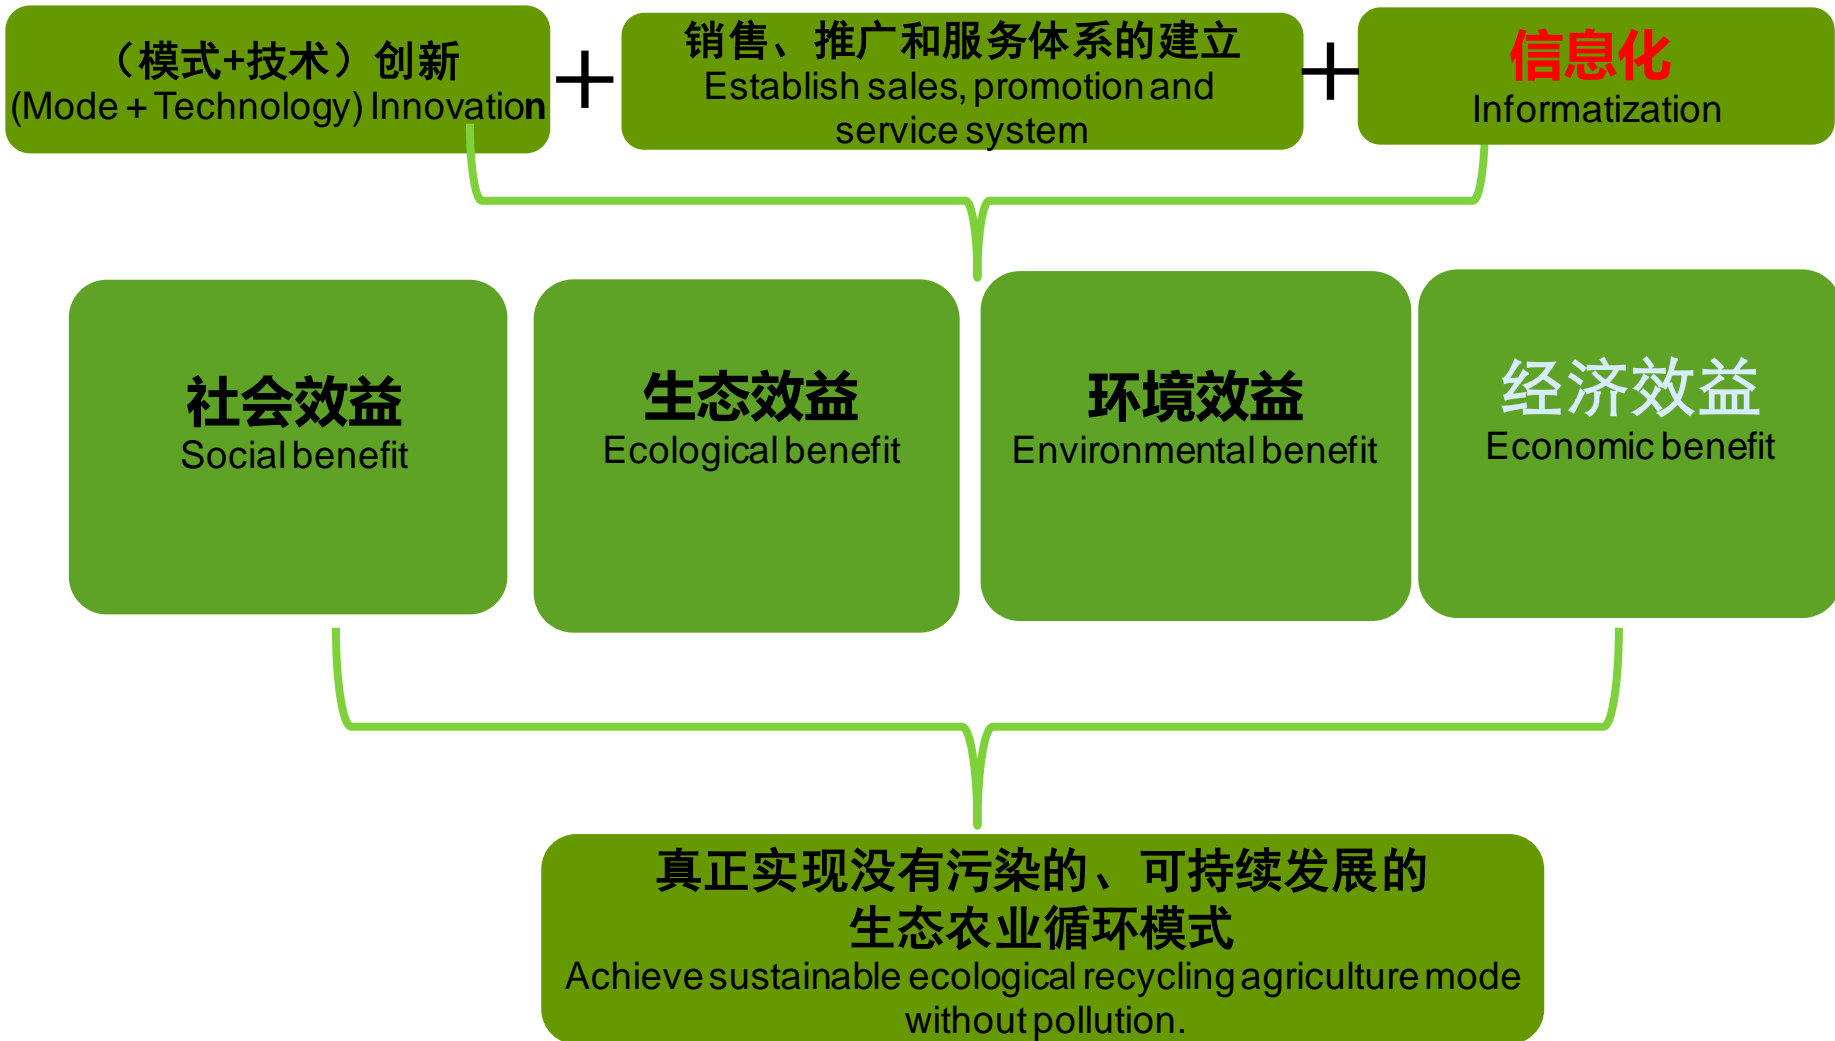 （模式+技术）创新
(Mode + Technology) Innovation
+
销售、推广和服务体系的建立
Establish sales, promotion and
service system
+
信息化
Informatization
社会效益
Social benefit
生态效益
Ecological benefit
环境效益
Environmental benefit
经济效益
Economic benefit
真正实现没有污染的、可持续发展的
生态农业循环模式
Achieve sustainable ecological recycling agriculture mode
without pollution.